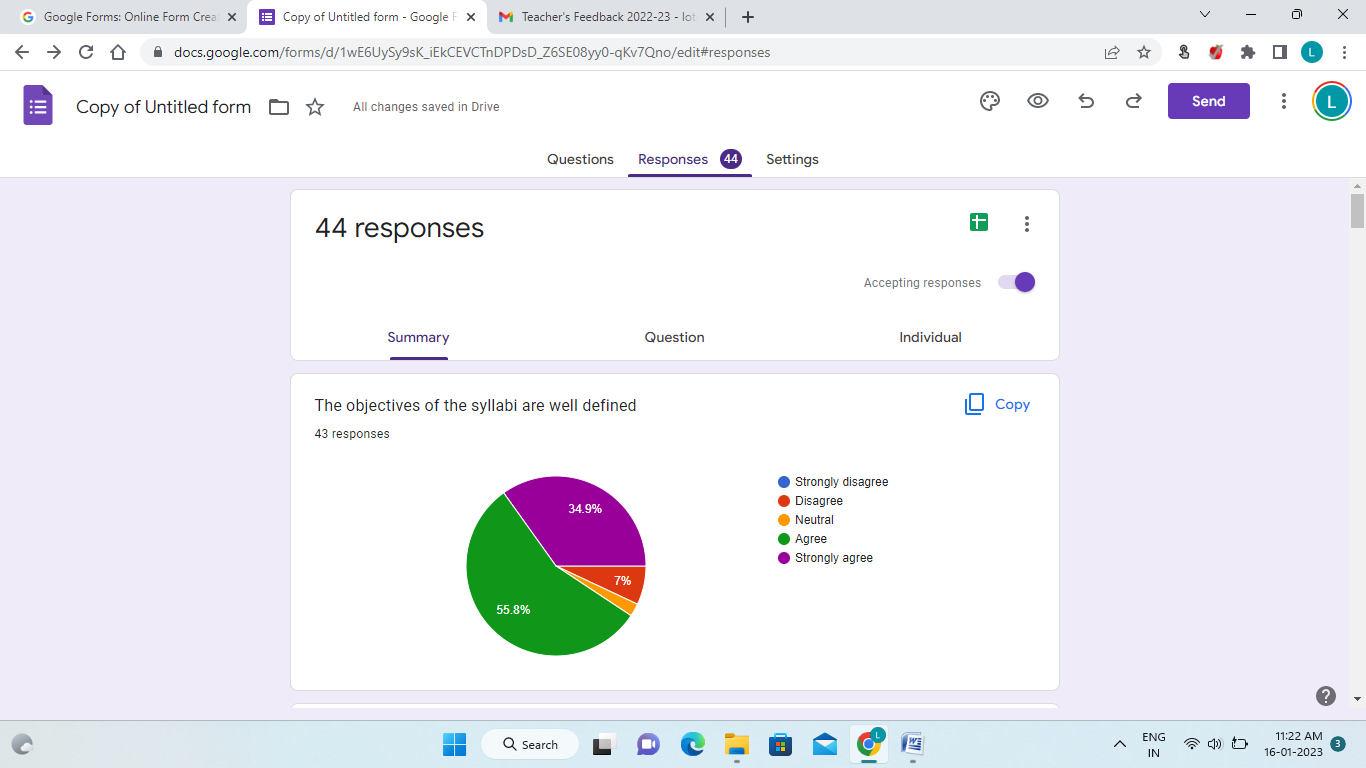 Google Forms: Online Form Crea
Copy of Untitled form - Google F
Teacher's Feedback 2022-23 - lot
docs.google.com/forms/d/1wE6UySy9sK_iEkCEVCTnDPDsD_Z6SE08yy0-qKv7Qno/edit#responses
L
Copy of Untitled form
All changes saved in Drive
Send
L
Questions
Responses 44
Settings
44 responses
Accepting responses
Summary
Question
Individual
The objectives of the syllabi are well defined
Copy
43 responses
Strongly disagree
Disagree
Neutral
Agree
Strongly agree
34.9%
7%
55.8%
Search
L
W
ENG
IN
11:22 AM
16-01-2023
3